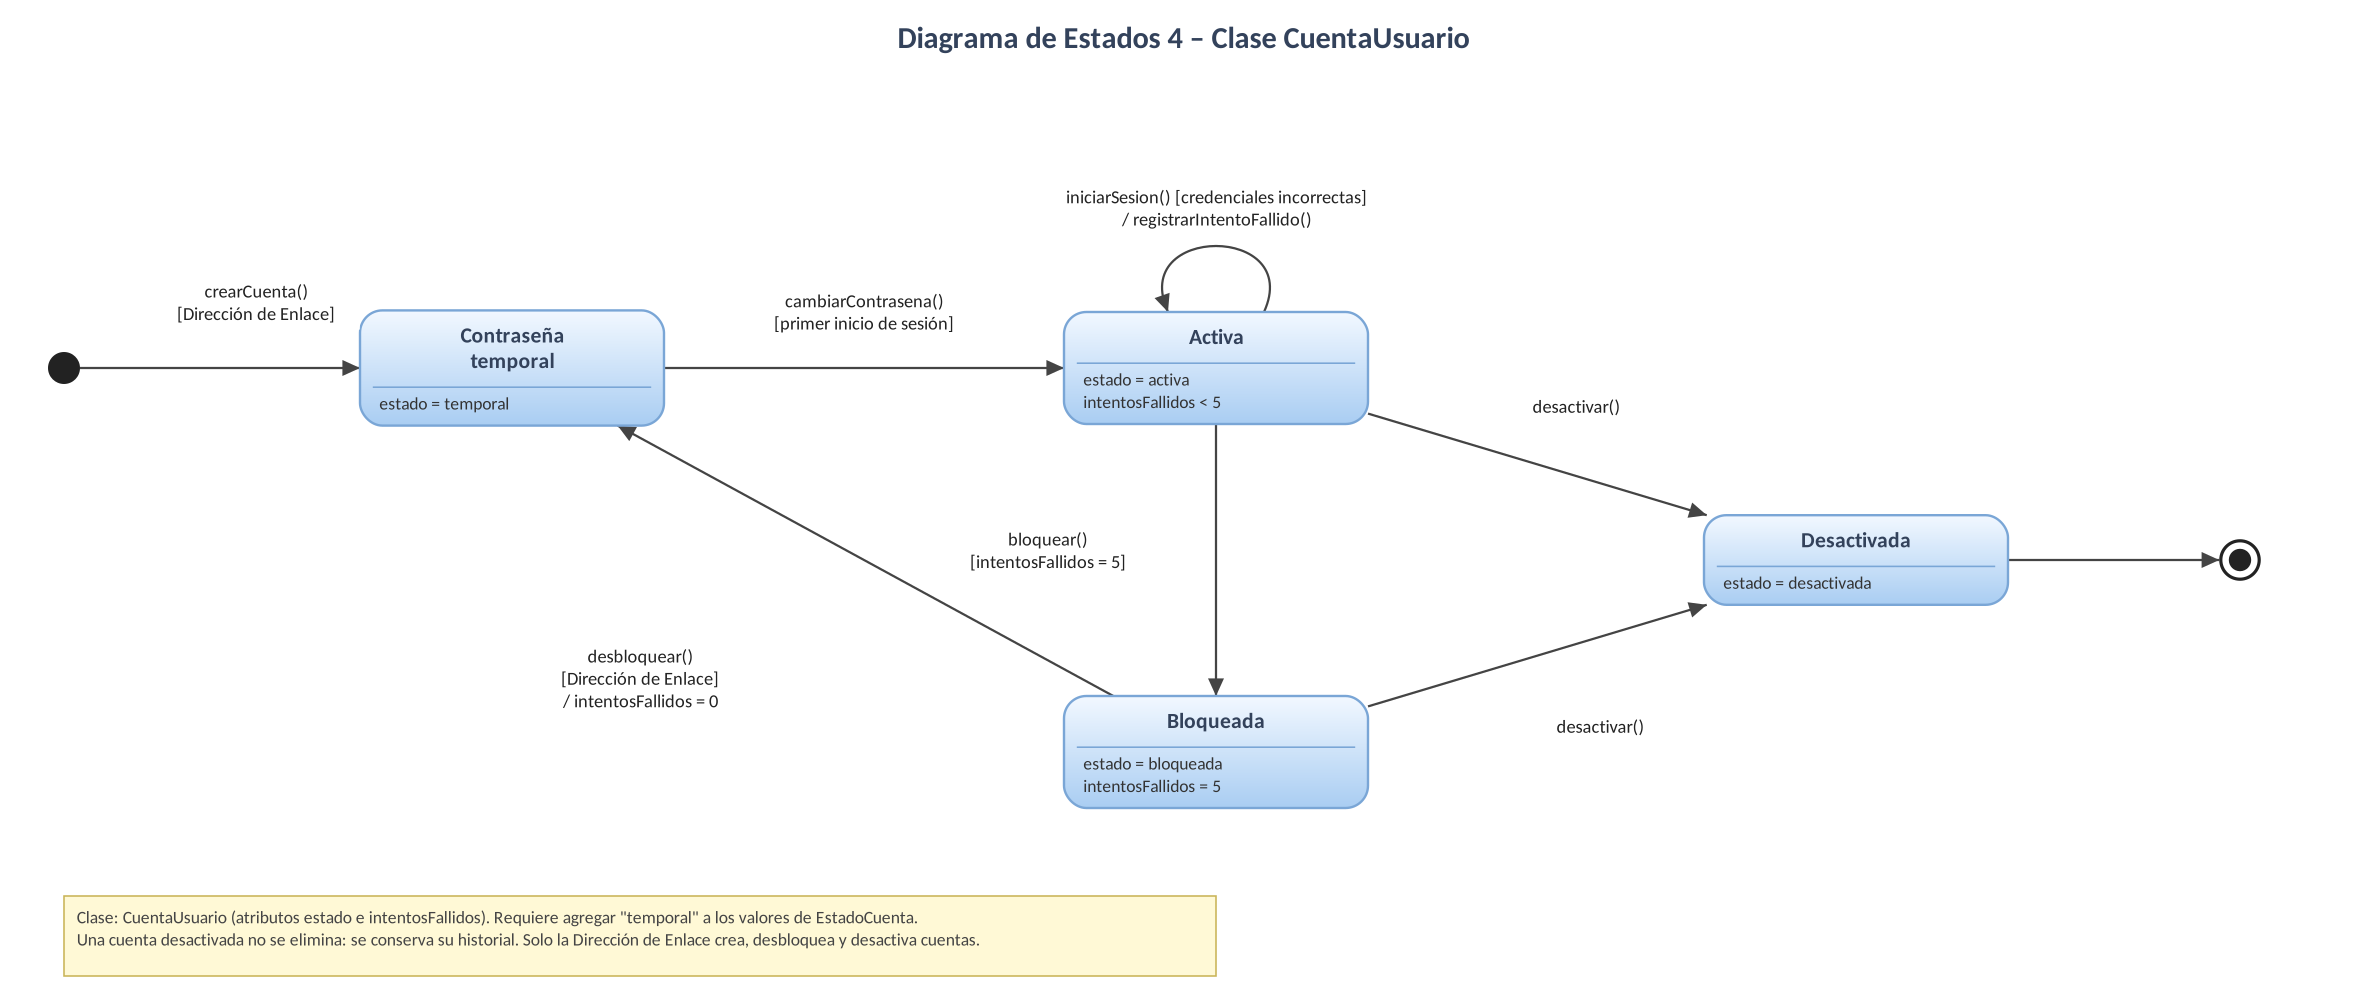 Diagrama de Estados 4 – Clase CuentaUsuario
iniciarSesion() [credenciales incorrectas]
/ registrarIntentoFallido()
crearCuenta()
[Dirección de Enlace]
cambiarContrasena()
[primer inicio de sesión]
Contraseña
temporal
estado = temporal
Activa
estado = activa
intentosFallidos < 5
desactivar()
bloquear()
[intentosFallidos = 5]
Desactivada
estado = desactivada
desbloquear()
[Dirección de Enlace]
/ intentosFallidos = 0
Bloqueada
estado = bloqueada
intentosFallidos = 5
desactivar()
Clase: CuentaUsuario (atributos estado e intentosFallidos). Requiere agregar "temporal" a los valores de EstadoCuenta.
Una cuenta desactivada no se elimina: se conserva su historial. Solo la Dirección de Enlace crea, desbloquea y desactiva cuentas.